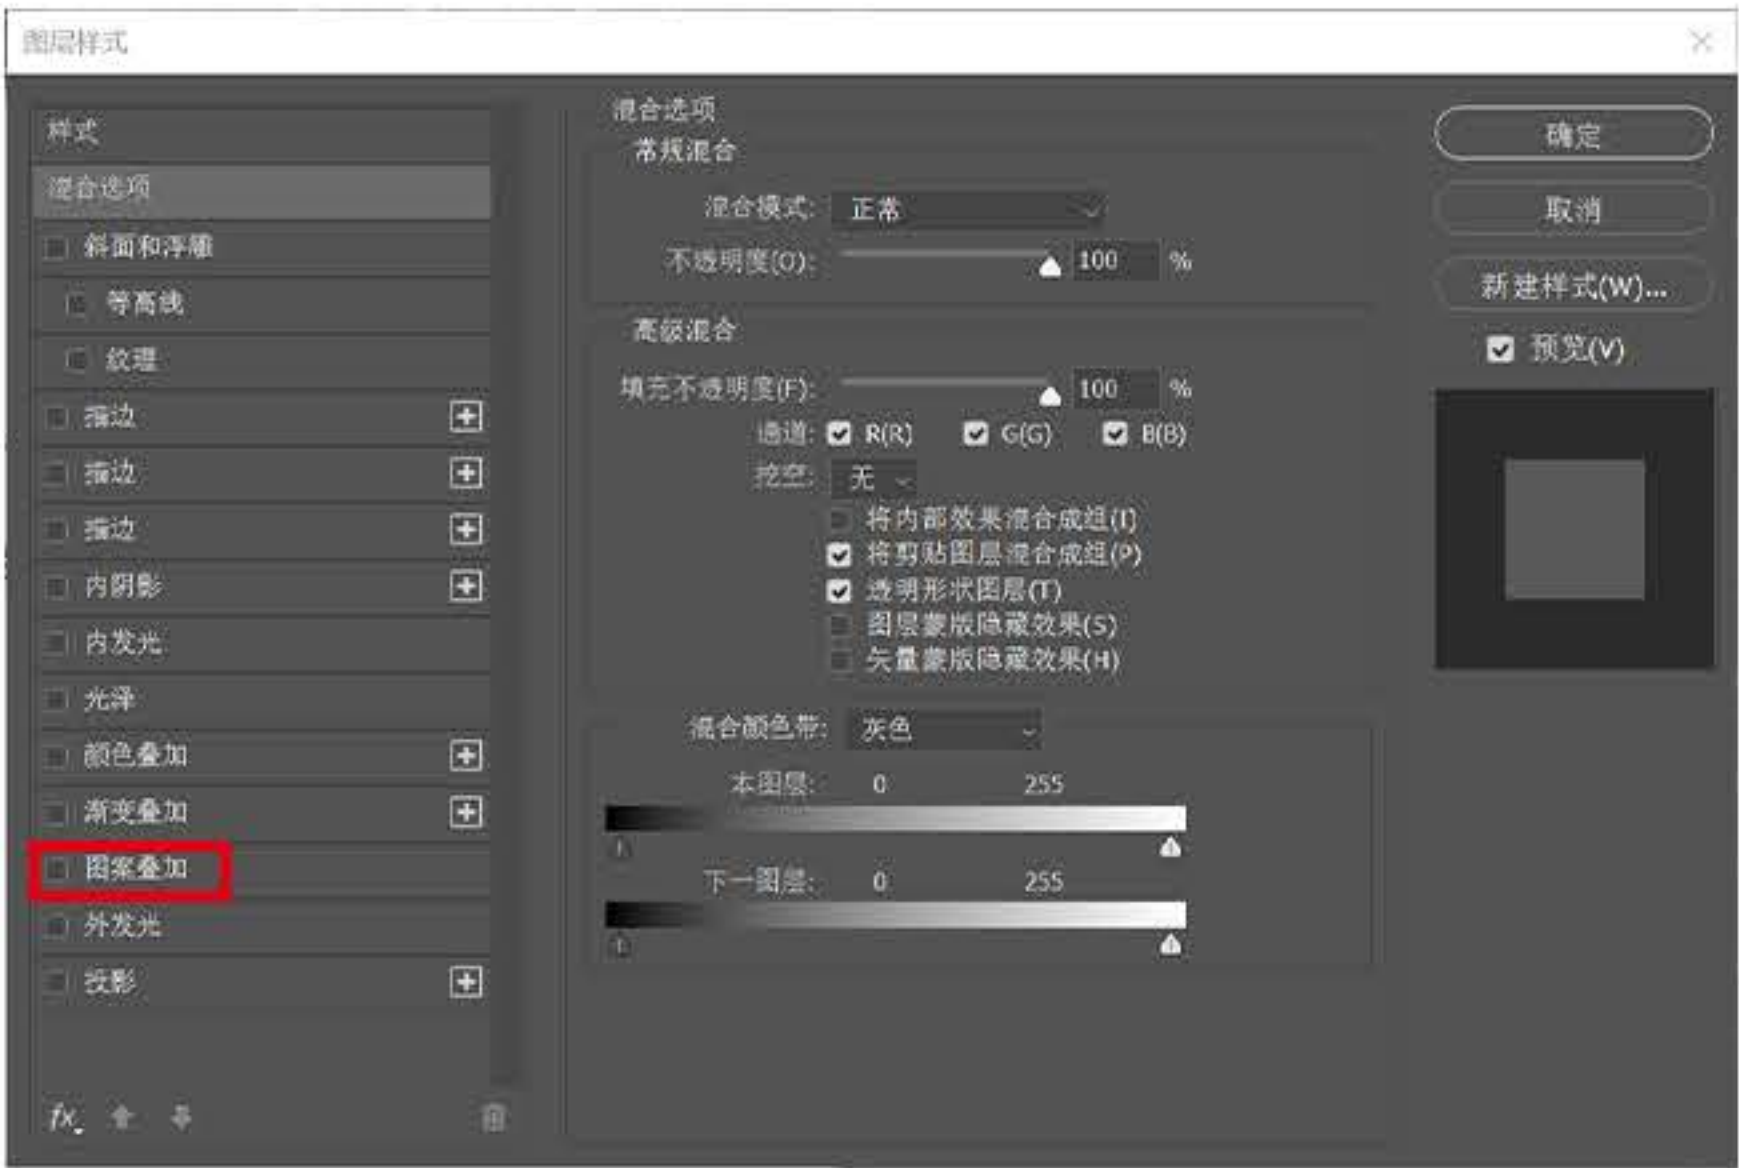 图层样式
样式
混合选项
斜面和浮雕
等高线
纹理
描边
描边
描边
内阴影
内发光
光泽
颜色叠加
渐变叠加
图案叠加
外发光
投影
fx
混合选项
常规混合
混合模式: 正常
不透明度(O): 100 %
高级混合
填充不透明度(F): 100 %
通道: R(R) G(G) B(B)
挖空: 无
将内部效果混合成组(I)
将剪贴图层混合成组(P)
透明形状图层(T)
图层蒙版隐藏效果(S)
矢量蒙版隐藏效果(H)
混合颜色带: 灰色
本图层: 0 255
下一图层: 0 255
确定
取消
新建样式(W)...
预览(V)